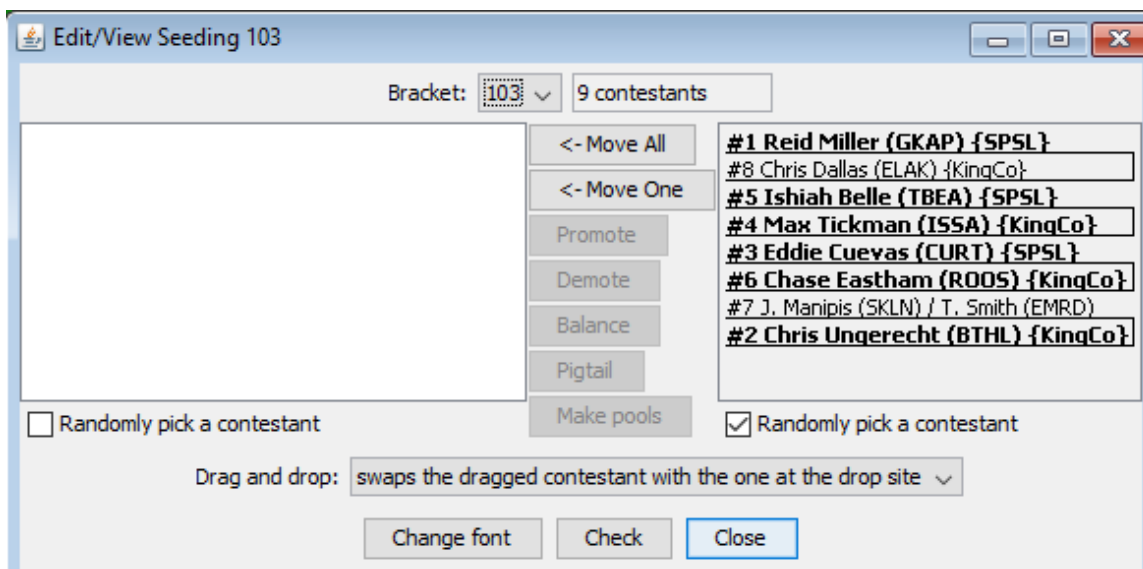 Edit/View Seeding 103
Bracket: 103 9 contestants
<- Move All
<- Move One
Promote
Demote
Balance
Pigtail
Make pools
#1 Reid Miller (GKAP) {SPSL}
#8 Chris Dallas (ELAK) {KingCo}
#5 Ishiah Belle (TBEA) {SPSL}
#4 Max Tickman (ISSA) {KingCo}
#3 Eddie Cuevas (CURT) {SPSL}
#6 Chase Eastham (ROOS) {KingCo}
#7 J. Manipis (SKLN) / T. Smith (EMRD)
#2 Chris Ungerecht (BTHL) {KingCo}
Randomly pick a contestant
Randomly pick a contestant
Drag and drop: swaps the dragged contestant with the one at the drop site
Change font
Check
Close